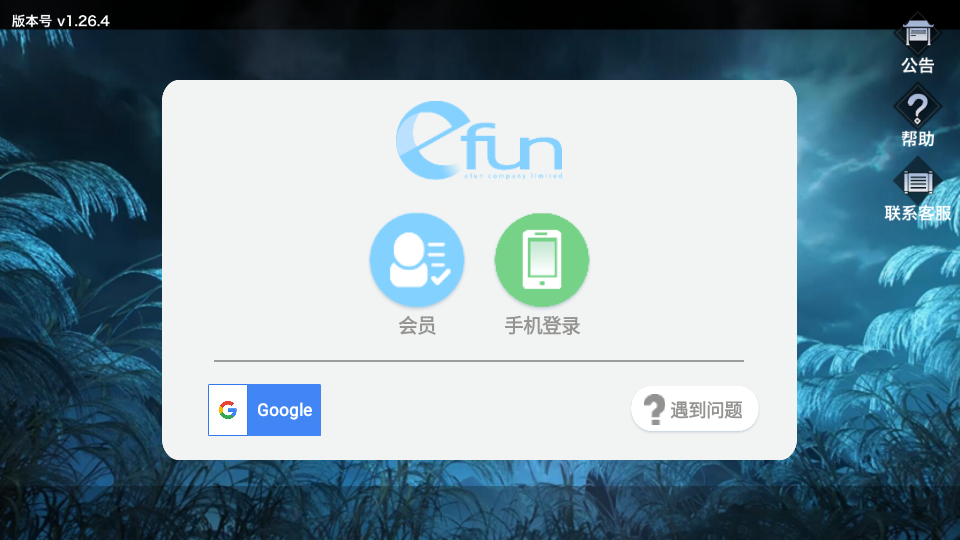 版本号 v1.26.4
公告
帮助
联系客服
efun
efun company limited
会员
手机登录
Google
遇到问题